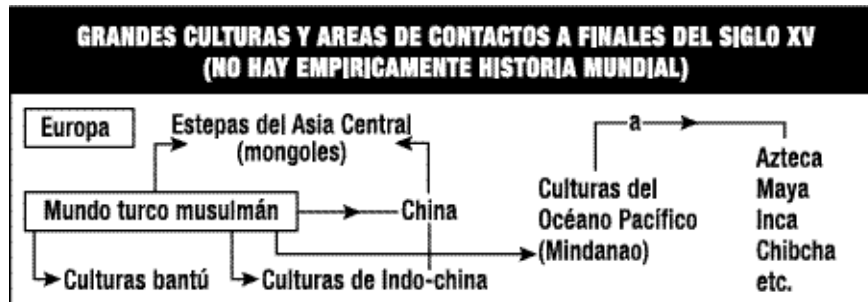 GRANDES CULTURAS Y AREAS DE CONTACTOS A FINALES DEL SIGLO XV
(NO HAY EMPIRICAMENTE HISTORIA MUNDIAL)
Europa
Estepas del Asia Central
(mongoles)
a
Mundo turco musulmán
China
Culturas del
Océano Pacífico
(Mindanao)
Azteca
Maya
Inca
Chibcha
etc.
Culturas bantú
Culturas de Indo-china